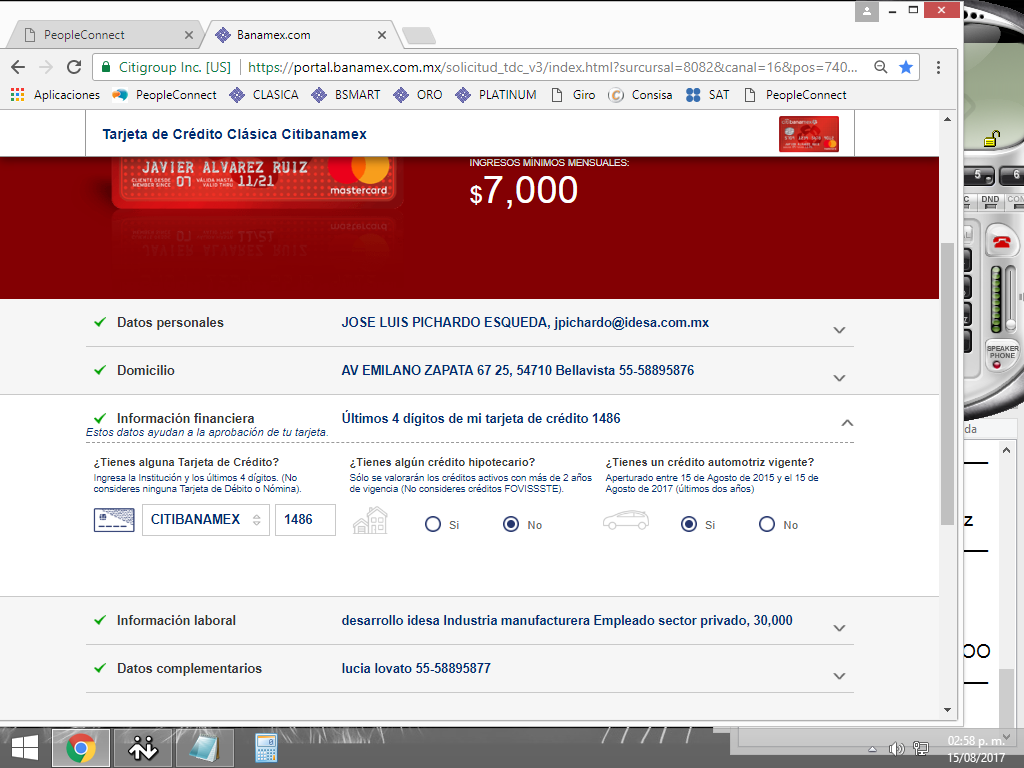 PeopleConnect
Banamex.com
Citigroup Inc. [US]
https://portal.banamex.com.mx/solicitud_tdc_v3/index.html?surcursal=8082&canal=16&pos=740...
Aplicaciones
PeopleConnect
CLASICA
BSMART
ORO
PLATINUM
Giro
Consisa
SAT
PeopleConnect
Tarjeta de Crédito Clásica Citibanamex
JAVIER ALVAREZ RUIZ
CLIENTE DESDE MEMBER SINCE 07 VÁLIDA HASTA VALID THRU 11/21
mastercard
INGRESOS MÍNIMOS MENSUALES:
$7,000
Datos personales
JOSE LUIS PICHARDO ESQUEDA, jpichardo@idesa.com.mx
Domicilio
AV EMILANO ZAPATA 67 25, 54710 Bellavista 55-58895876
Información financiera
Últimos 4 dígitos de mi tarjeta de crédito 1486
Estos datos ayudan a la aprobación de tu tarjeta.
¿Tienes alguna Tarjeta de Crédito?
Ingresa la Institución y los últimos 4 dígitos. (No
consideres ninguna Tarjeta de Débito o Nómina).
CITIBANAMEX
1486
¿Tienes algún crédito hipotecario?
Sólo se valorarán los créditos activos con más de 2 años
de vigencia (No consideres créditos FOVISSSTE).
Si
No
¿Tienes un crédito automotriz vigente?
Aperturado entre 15 de Agosto de 2015 y el 15 de
Agosto de 2017 (últimos dos años)
Si
No
Información laboral
desarrollo idesa Industria manufacturera Empleado sector privado, 30,000
Datos complementarios
lucia lovato 55-58895877
5
6
DND
CON
SPEAKER
PHONE
da
z
OO
02:58 p. m.
15/08/2017